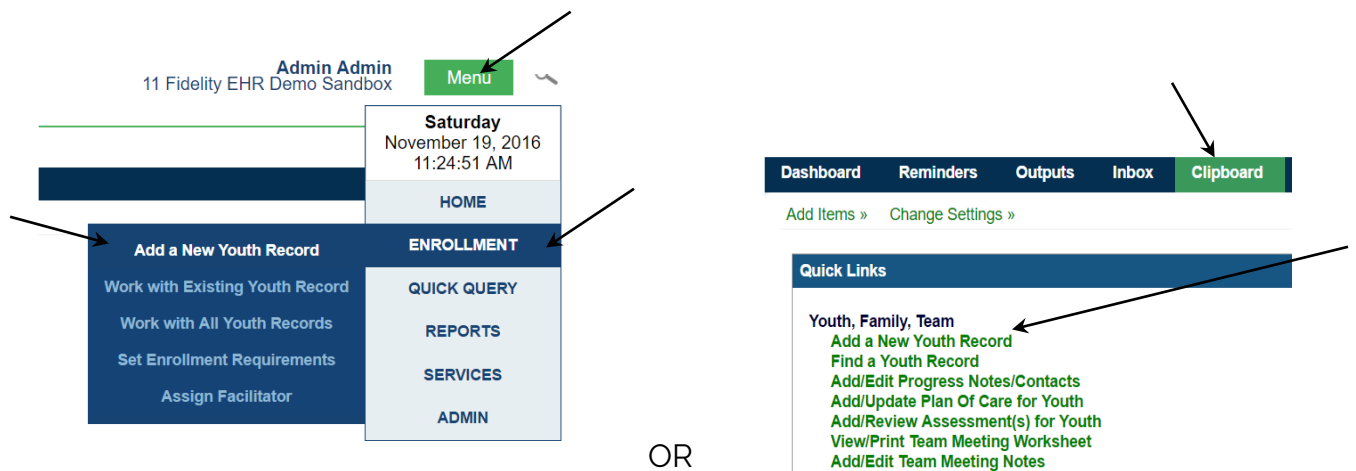 Admin Admin
11 Fidelity EHR Demo Sandbox
Menu
Saturday
November 19, 2016
11:24:51 AM
HOME
ENROLLMENT
QUICK QUERY
REPORTS
SERVICES
ADMIN
Add a New Youth Record
Work with Existing Youth Record
Work with All Youth Records
Set Enrollment Requirements
Assign Facilitator
OR
Dashboard Reminders Outputs Inbox Clipboard
Add Items » Change Settings »
Quick Links
Youth, Family, Team
Add a New Youth Record
Find a Youth Record
Add/Edit Progress Notes/Contacts
Add/Update Plan Of Care for Youth
Add/Review Assessment(s) for Youth
View/Print Team Meeting Worksheet
Add/Edit Team Meeting Notes